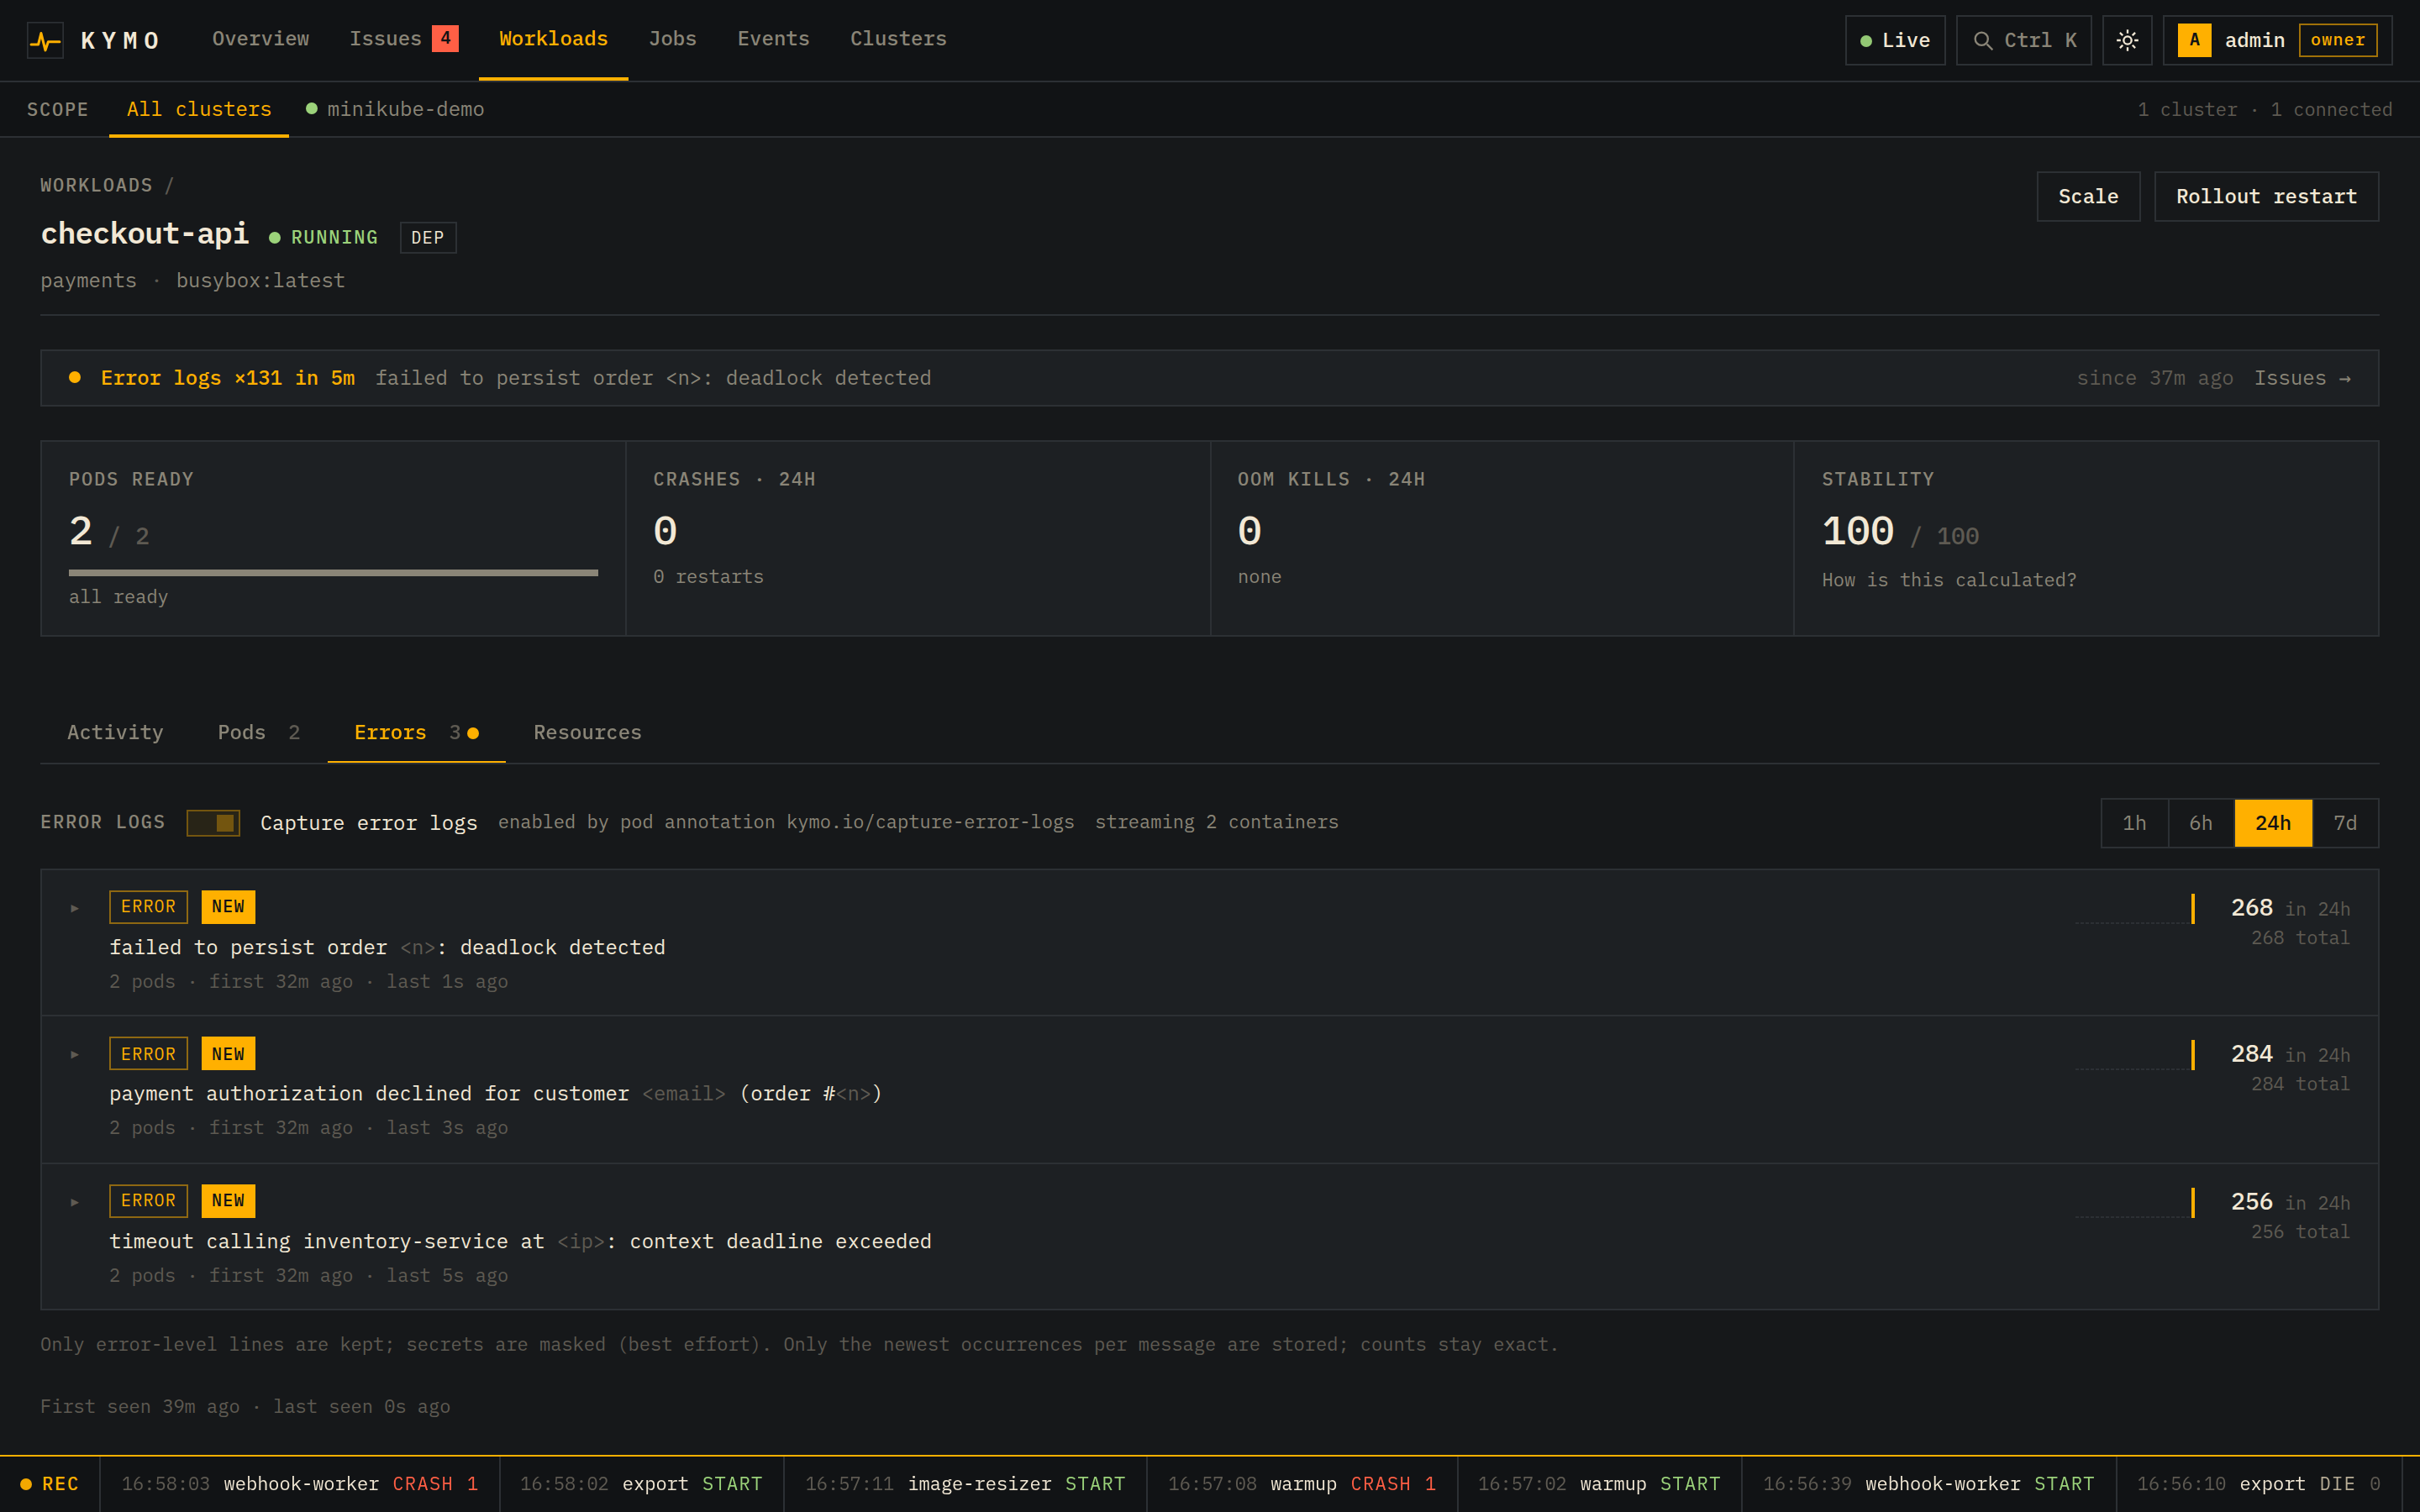 KYMO Overview Issues 4 Workloads Jobs Events Clusters Live Ctrl K A admin owner
SCOPE All clusters minikube-demo 1 cluster · 1 connected
WORKLOADS /
Scale Rollout restart
checkout-api RUNNING DEP
payments · busybox:latest
Error logs ×131 in 5m failed to persist order <n>: deadlock detected since 37m ago Issues →
PODS READY
2 / 2
all ready
CRASHES · 24H
0
0 restarts
OOM KILLS · 24H
0
none
STABILITY
100 / 100
How is this calculated?
Activity Pods 2 Errors 3 Resources
ERROR LOGS Capture error logs enabled by pod annotation kymo.io/capture-error-logs streaming 2 containers 1h 6h 24h 7d
ERROR NEW 268 in 24h
268 total
failed to persist order <n>: deadlock detected
2 pods · first 32m ago · last 1s ago
ERROR NEW 284 in 24h
284 total
payment authorization declined for customer <email> (order #<n>)
2 pods · first 32m ago · last 3s ago
ERROR NEW 256 in 24h
256 total
timeout calling inventory-service at <ip>: context deadline exceeded
2 pods · first 32m ago · last 5s ago
Only error-level lines are kept; secrets are masked (best effort). Only the newest occurrences per message are stored; counts stay exact.
First seen 39m ago · last seen 0s ago
REC 16:58:03 webhook-worker CRASH 1 16:58:02 export START 16:57:11 image-resizer START 16:57:08 warmup CRASH 1 16:57:02 warmup START 16:56:39 webhook-worker START 16:56:10 export DIE 0